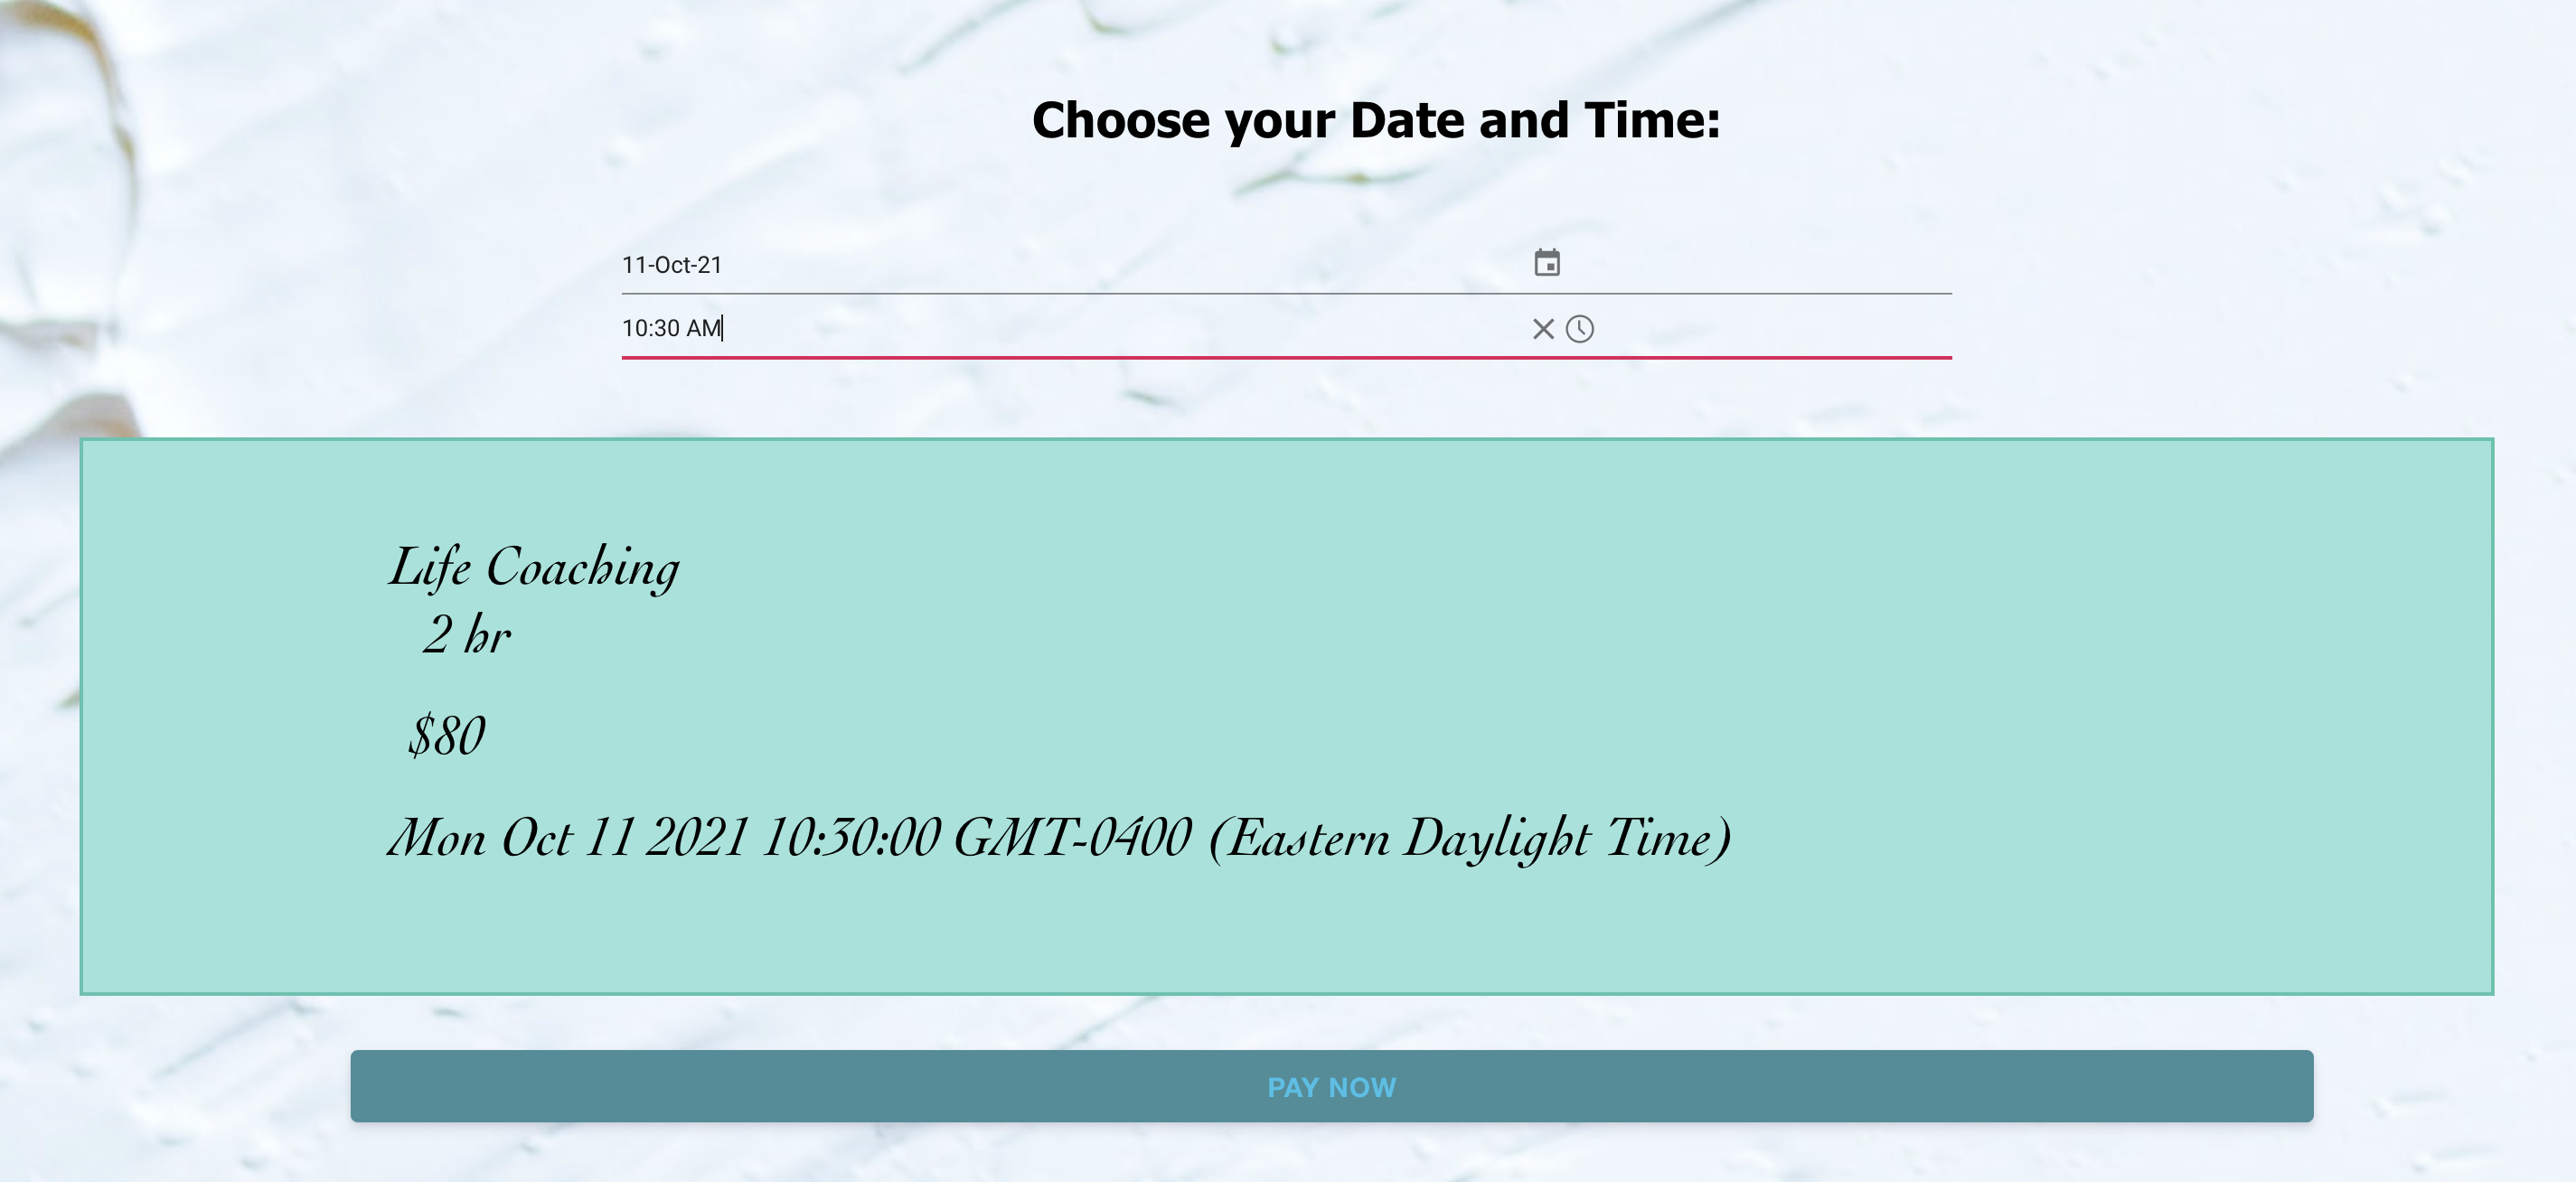 Choose your Date and Time:
11-Oct-21
10:30 AM
Life Coaching
2 hr
$80
Mon Oct 11 2021 10:30:00 GMT-0400 (Eastern Daylight Time)
PAY NOW